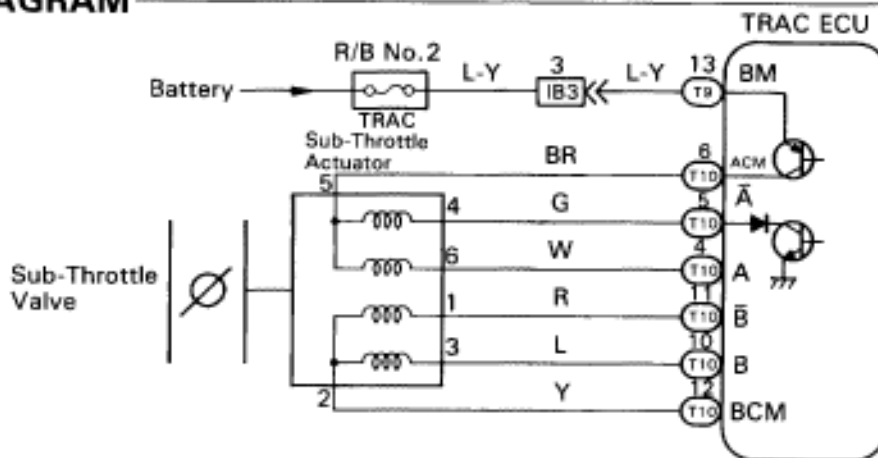 AGRAM
TRAC ECU
R/B No.2
Battery
L-Y
3
IB3
L-Y
13
T9
BM
TRAC
Sub-Throttle
Actuator
5
BR
6
T10
ACM
4
G
5
T10
Ā
6
W
4
T10
A
Sub-Throttle
Valve
1
R
11
T10
B̄
3
L
10
T10
B
2
Y
12
T10
BCM